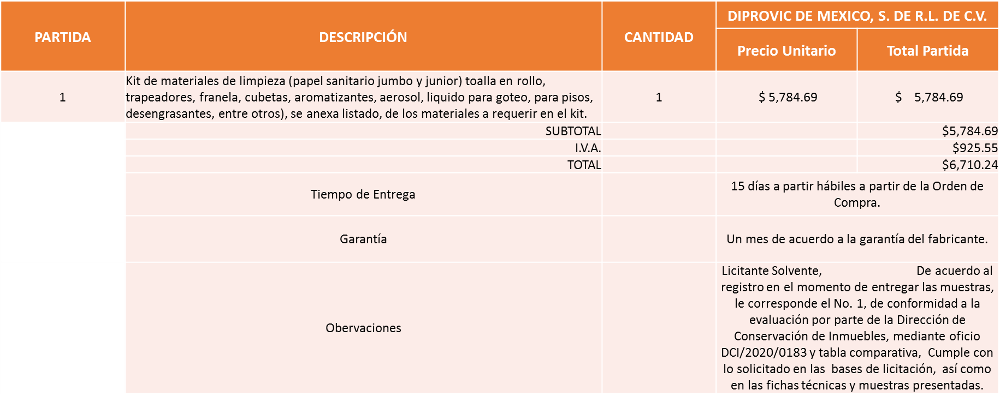 PARTIDA
DESCRIPCIÓN
CANTIDAD
DIPROVIC DE MEXICO, S. DE R.L. DE C.V.
Precio Unitario
Total Partida
1
Kit de materiales de limpieza (papel sanitario jumbo y junior) toalla en rollo,
trapeadores, franela, cubetas, aromatizantes, aerosol, liquido para goteo, para pisos,
desengrasantes, entre otros), se anexa listado, de los materiales a requerir en el kit.
1
$ 5,784.69
$ 5,784.69
SUBTOTAL
$5,784.69
I.V.A.
$925.55
TOTAL
$6,710.24
Tiempo de Entrega
15 días a partir hábiles a partir de la Orden de
Compra.
Garantía
Un mes de acuerdo a la garantía del fabricante.
Obervaciones
Licitante Solvente, De acuerdo al
registro en el momento de entregar las muestras,
le corresponde el No. 1, de conformidad a la
evaluación por parte de la Dirección de
Conservación de Inmuebles, mediante oficio
DCI/2020/0183 y tabla comparativa, Cumple con
lo solicitado en las bases de licitación, así como
en las fichas técnicas y muestras presentadas.